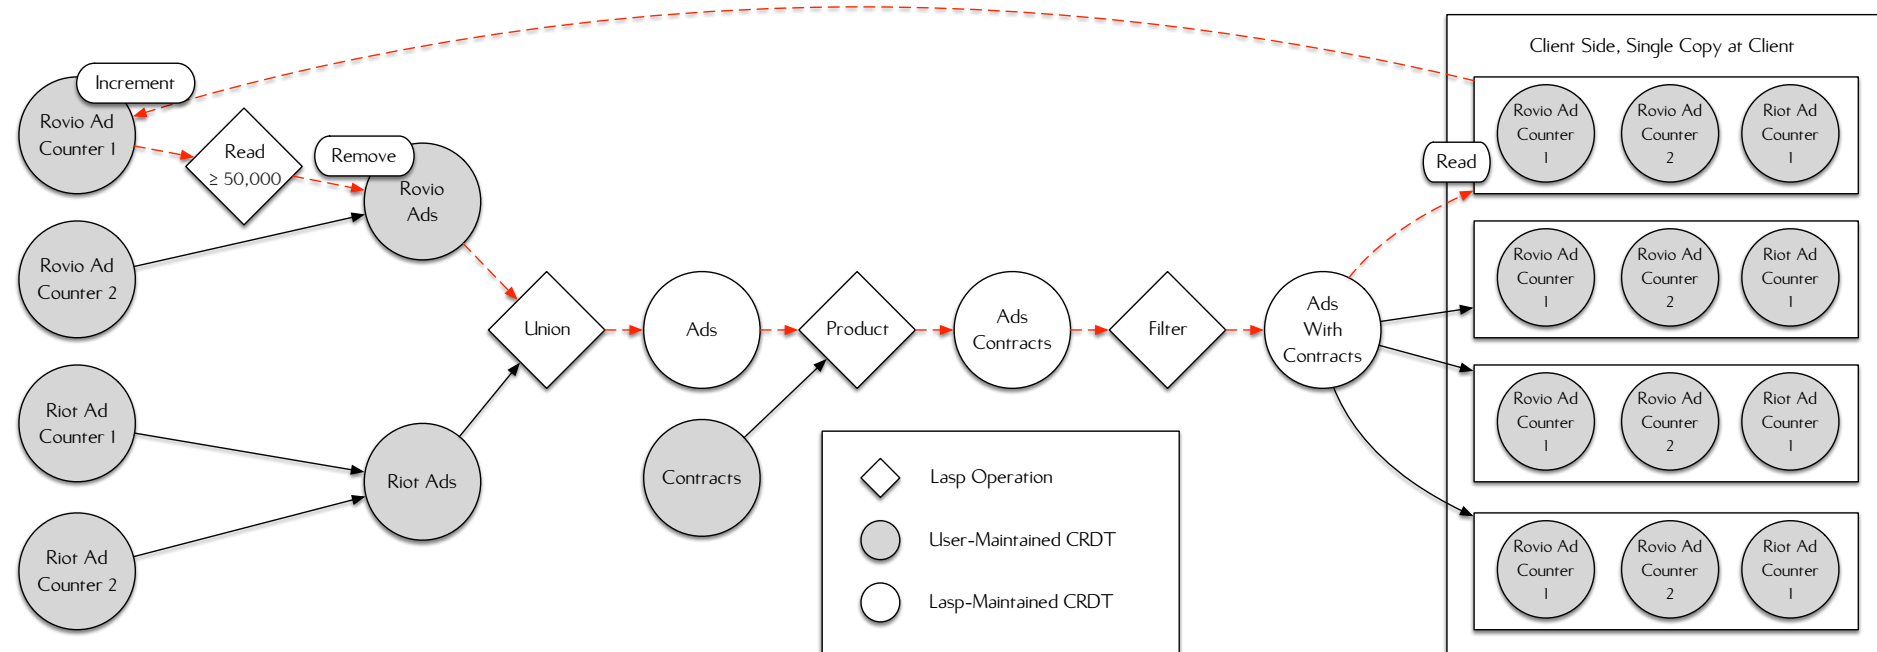 Client Side, Single Copy at Client
Increment
Rovio Ad
Counter 1
Read
≥ 50,000
Remove
Rovio
Ads
Rovio Ad
Counter 2
Riot Ad
Counter 1
Riot Ad
Counter 2
Riot Ads
Union
Ads
Contracts
Product
Ads
Contracts
Filter
Ads
With
Contracts
Read
Rovio Ad
Counter
1
Rovio Ad
Counter
2
Riot Ad
Counter
1
Rovio Ad
Counter
1
Rovio Ad
Counter
2
Riot Ad
Counter
1
Rovio Ad
Counter
1
Rovio Ad
Counter
2
Riot Ad
Counter
1
Rovio Ad
Counter
1
Rovio Ad
Counter
2
Riot Ad
Counter
1
Lasp Operation
User-Maintained CRDT
Lasp-Maintained CRDT